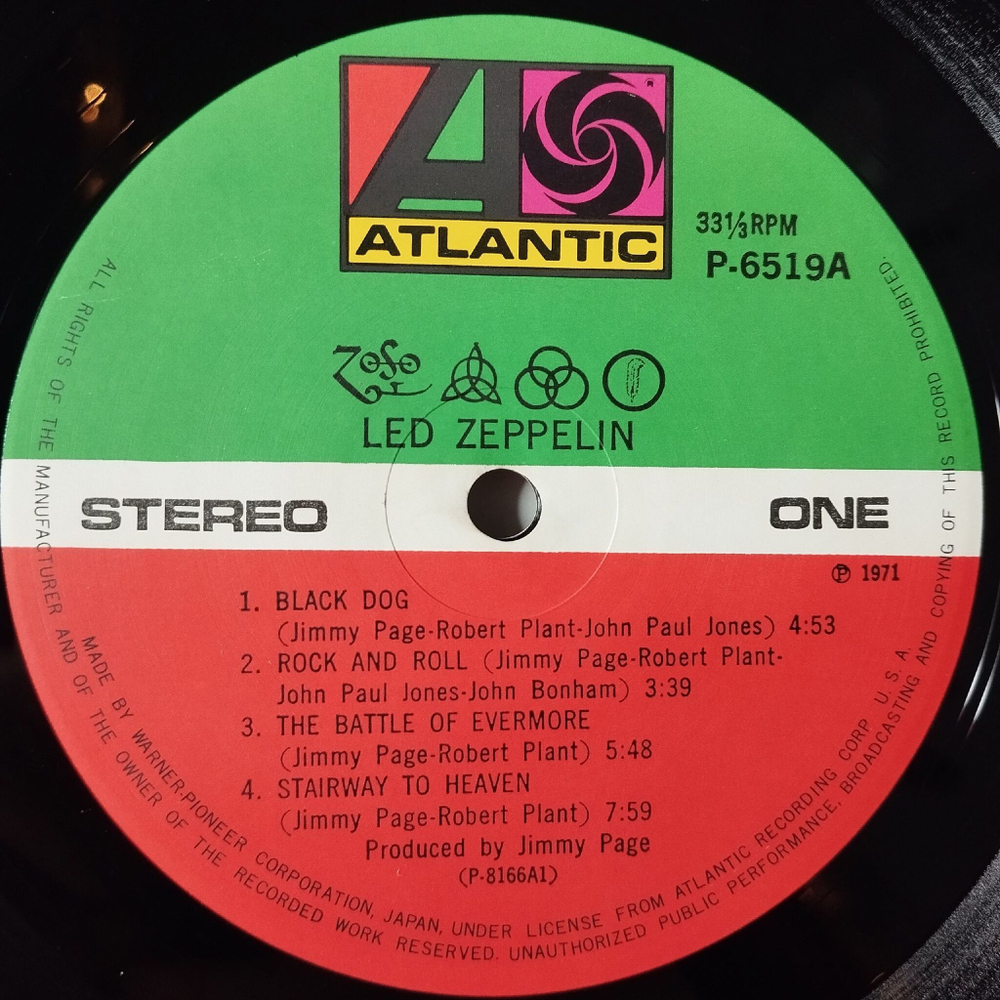 ATLANTIC
®
33⅓RPM
P-6519A
LED ZEPPELIN
STEREO
ONE
Ⓟ 1971
1. BLACK DOG
(Jimmy Page-Robert Plant-John Paul Jones) 4:53
2. ROCK AND ROLL (Jimmy Page-Robert Plant-
John Paul Jones-John Bonham) 3:39
3. THE BATTLE OF EVERMORE
(Jimmy Page-Robert Plant) 5:48
4. STAIRWAY TO HEAVEN
(Jimmy Page-Robert Plant) 7:59
Produced by Jimmy Page
(P-8166A1)
MADE BY WARNER-PIONEER CORPORATION, JAPAN, UNDER LICENSE FROM ATLANTIC RECORDING CORP. U. S. A.
ALL RIGHTS OF THE MANUFACTURER AND OF THE OWNER OF THE RECORDED WORK RESERVED. UNAUTHORIZED PUBLIC PERFORMANCE, BROADCASTING AND COPYING OF THIS RECORD PROHIBITED.